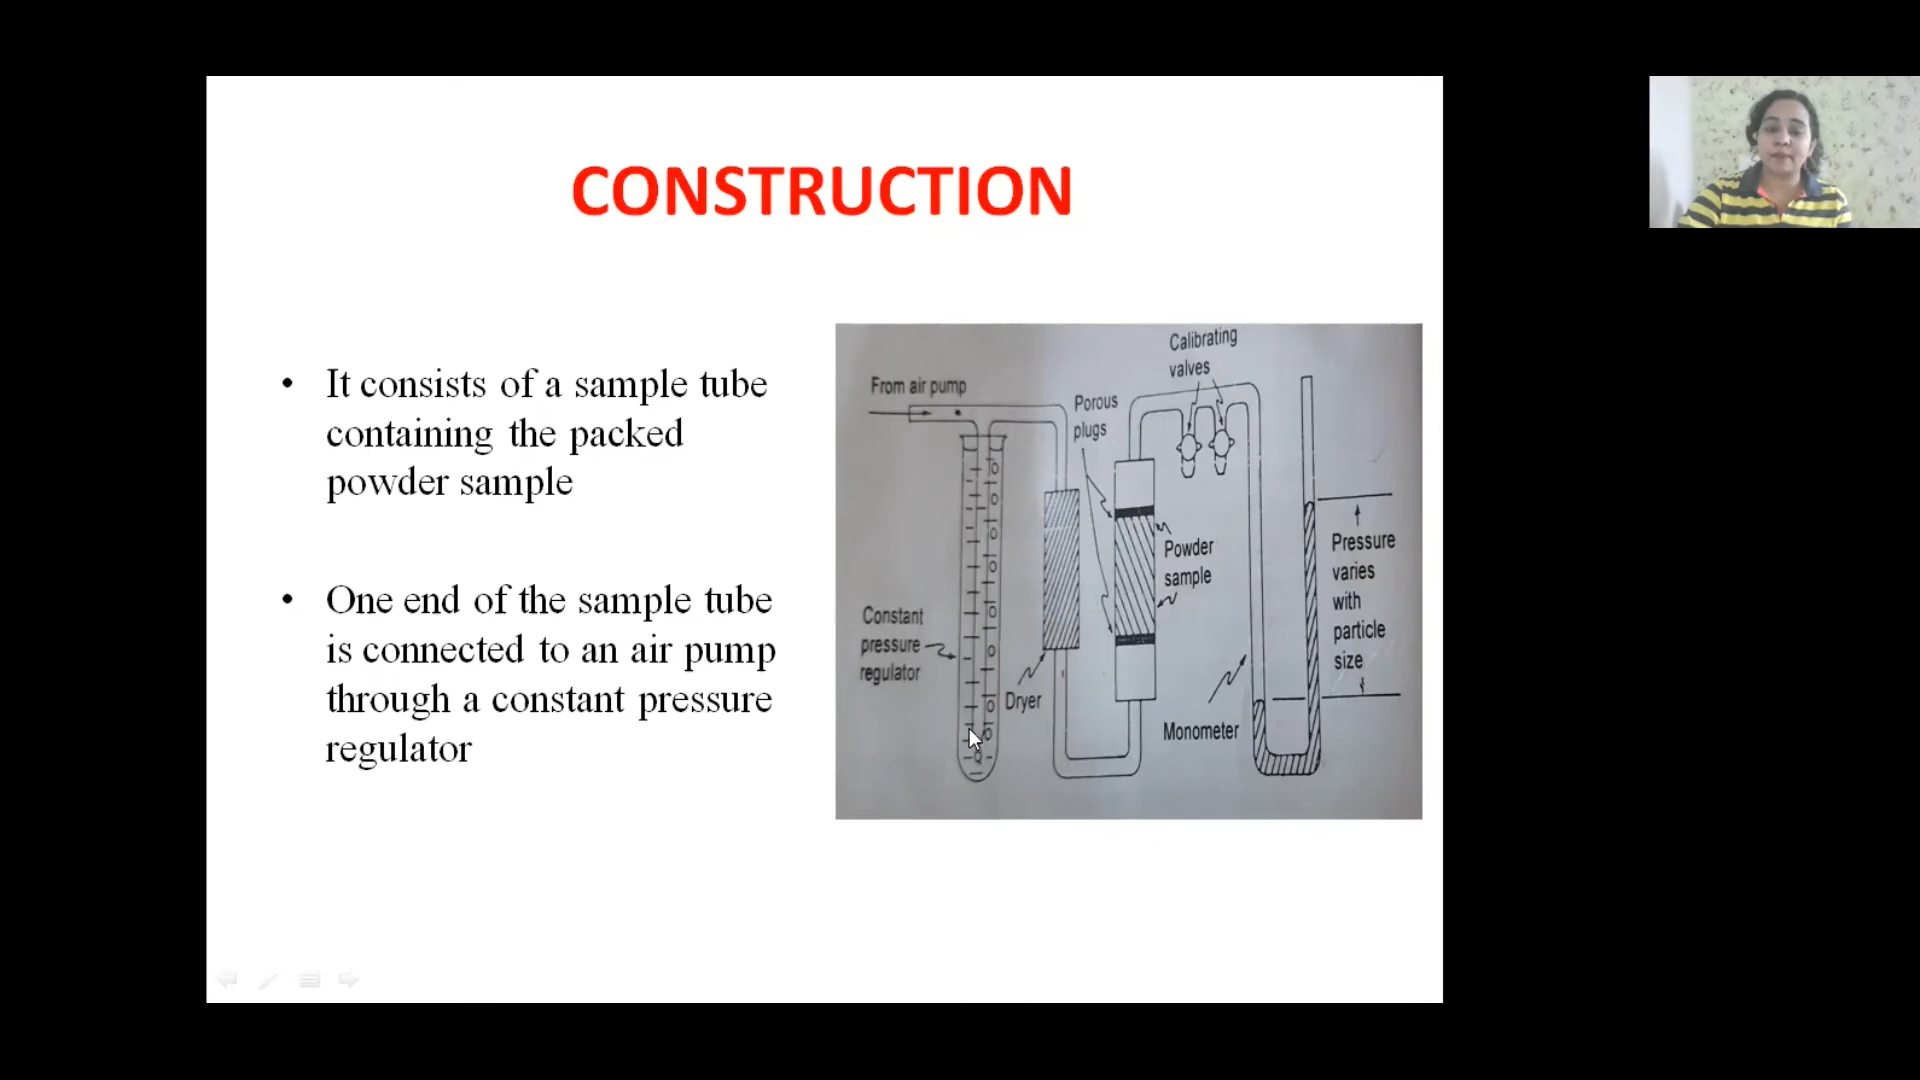 CONSTRUCTION
• It consists of a sample tube
containing the packed
powder sample
• One end of the sample tube
is connected to an air pump
through a constant pressure
regulator
Calibrating
valves
From air pump
Porous
plugs
Powder
sample
Pressure
varies
with
particle
size
Constant
pressure
regulator
Dryer
Monometer